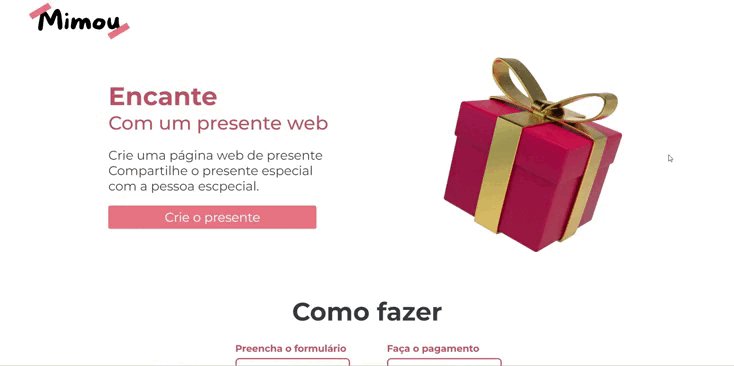 Mimou
Encante
Com um presente web
Crie uma página web de presente
Compartilhe o presente especial
com a pessoa escpecial.
Crie o presente
Como fazer
Preencha o formulário
Faça o pagamento